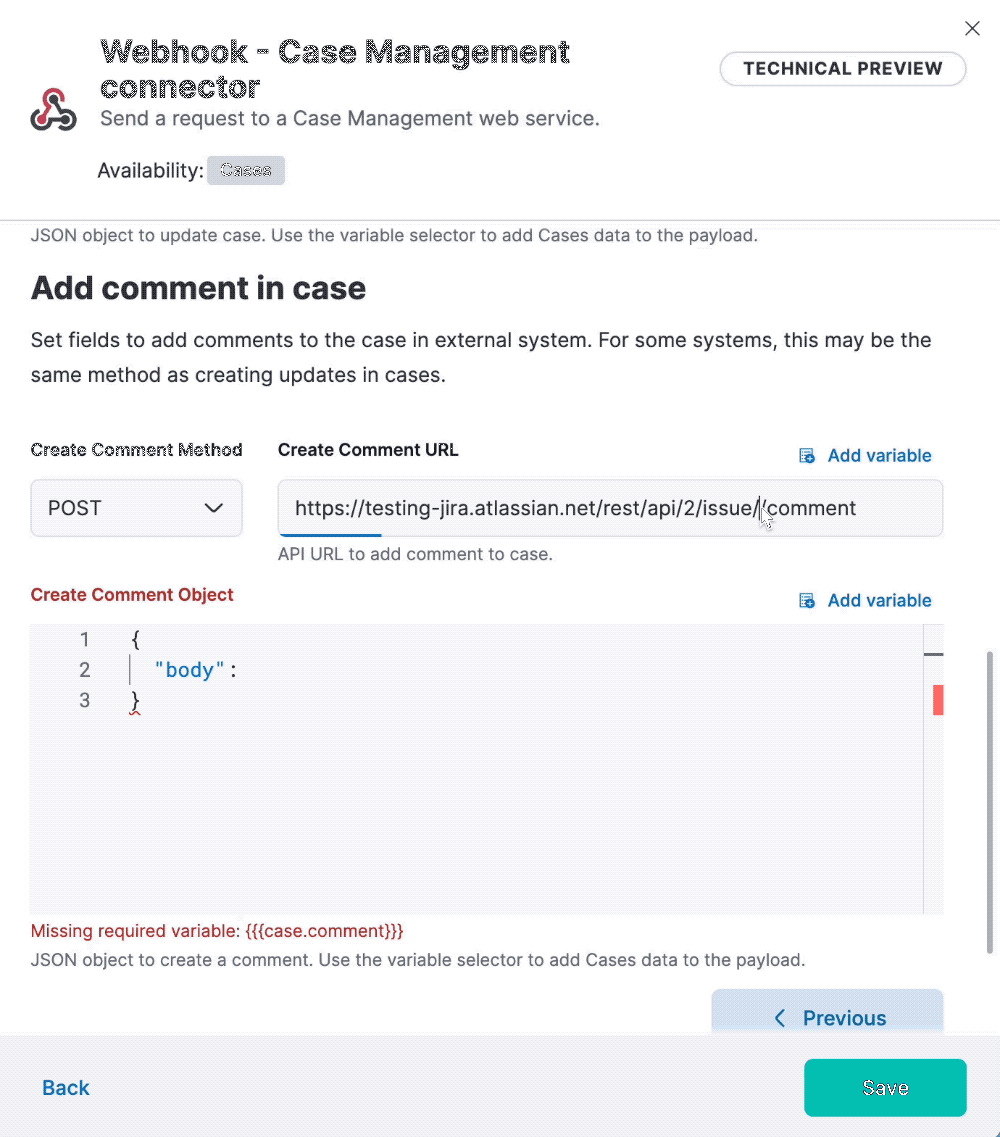 Webhook - Case Management
connector
TECHNICAL PREVIEW
Send a request to a Case Management web service.
Availability: Cases
JSON object to update case. Use the variable selector to add Cases data to the payload.
Add comment in case
Set fields to add comments to the case in external system. For some systems, this may be the
same method as creating updates in cases.
Create Comment Method
Create Comment URL
Add variable
POST
https://testing-jira.atlassian.net/rest/api/2/issue//comment
API URL to add comment to case.
Create Comment Object
Add variable
1 {
2 "body":
3 }
Missing required variable: {{{case.comment}}}
JSON object to create a comment. Use the variable selector to add Cases data to the payload.
Previous
Back
Save